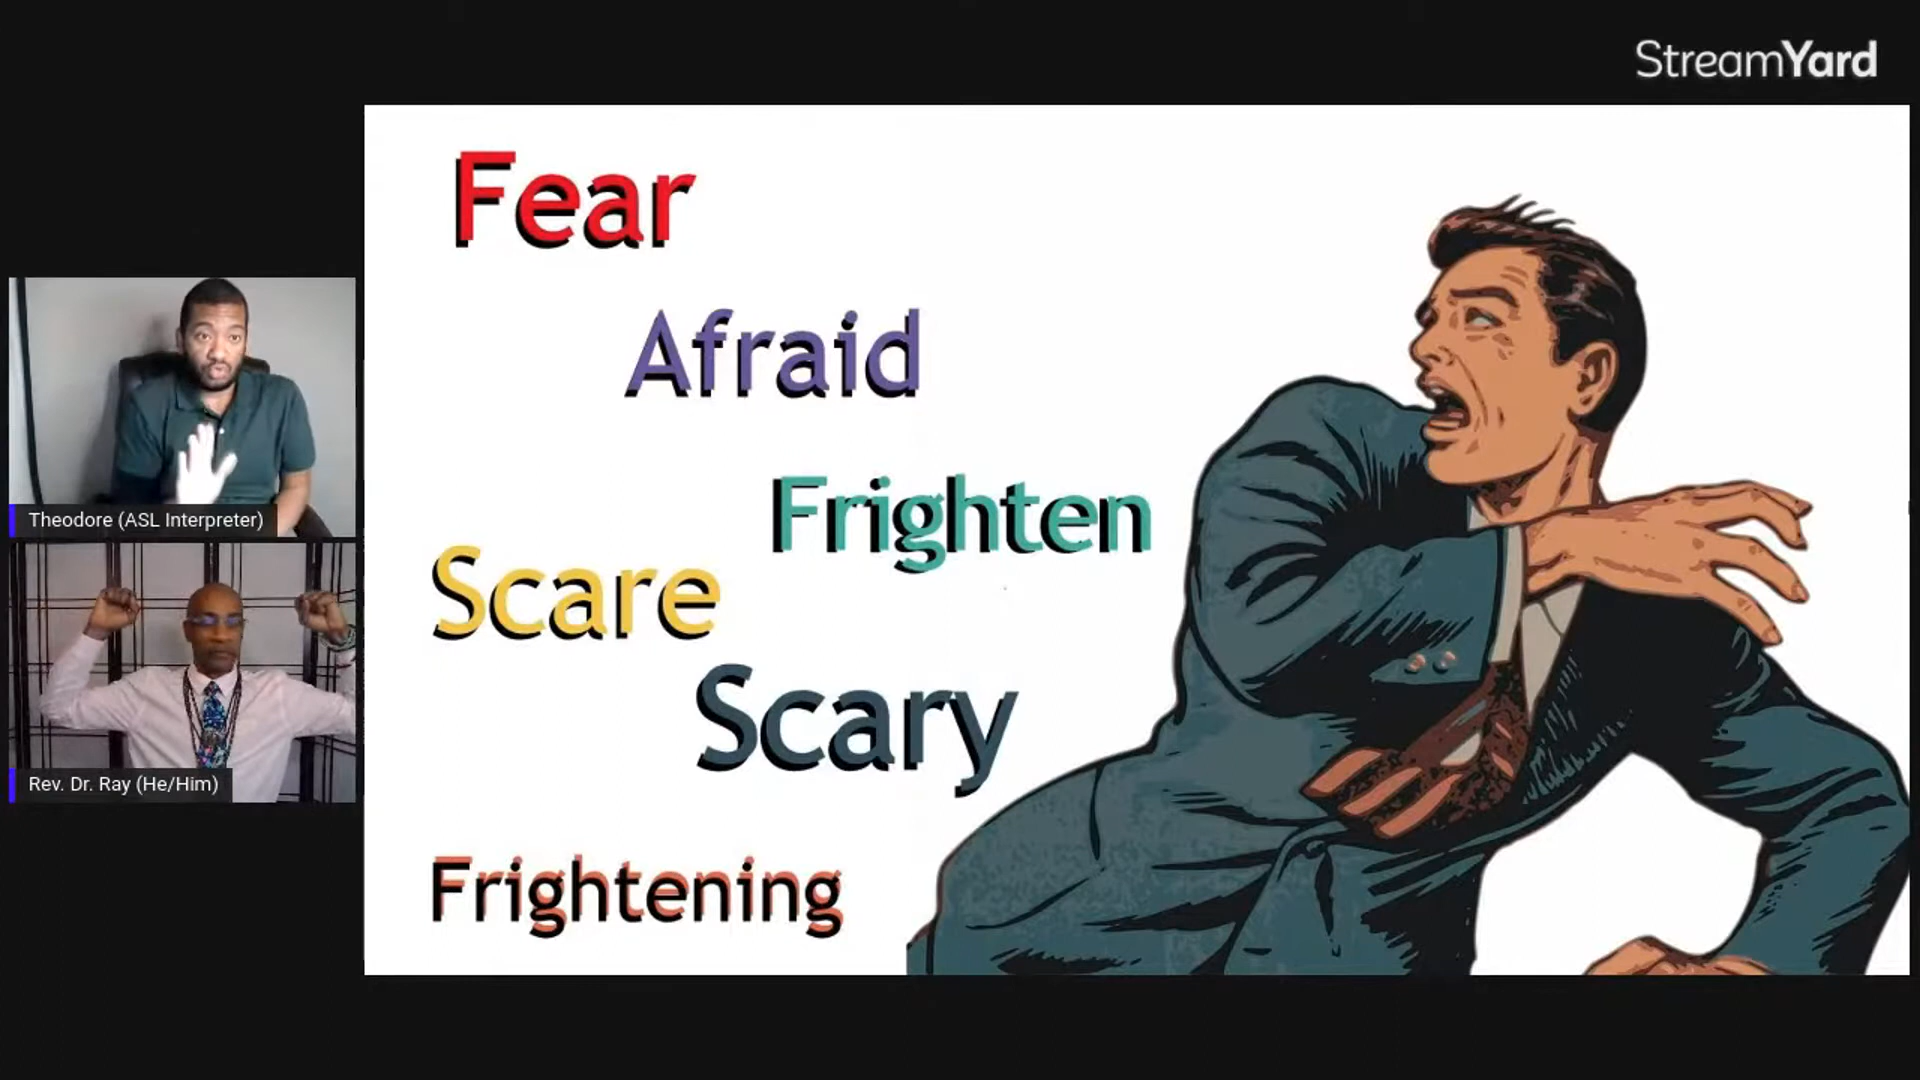 StreamYard
Fear
Afraid
Frighten
Scare
Scary
Frightening
Theodore (ASL Interpreter)
Rev. Dr. Ray (He/Him)